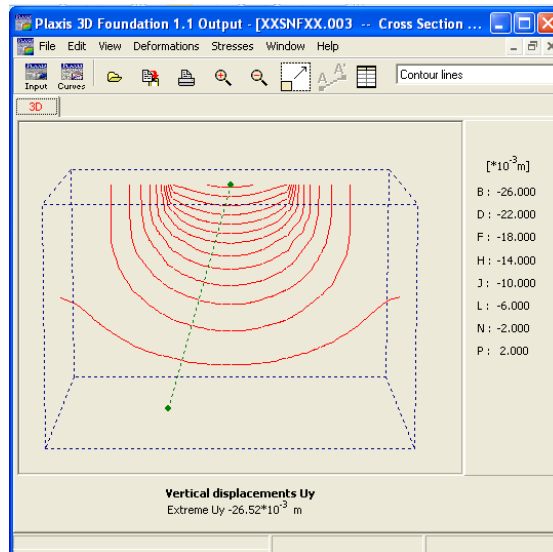 Plaxis 3D Foundation 1.1 Output - [XXSNFXX.003 -- Cross Section ...
File Edit View Deformations Stresses Window Help
Input Curves Contour lines
3D
[*10-3m]
B : -26.000
D : -22.000
F : -18.000
H : -14.000
J : -10.000
L : -6.000
N : -2.000
P : 2.000
Vertical displacements Uy
Extreme Uy -26.52*10-3 m